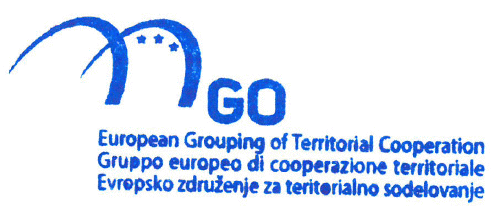 GO
European Grouping of Territorial Cooperation
Gruppo europeo di cooperazione territoriale
Evropsko združenje za teritorialno sodelovanje